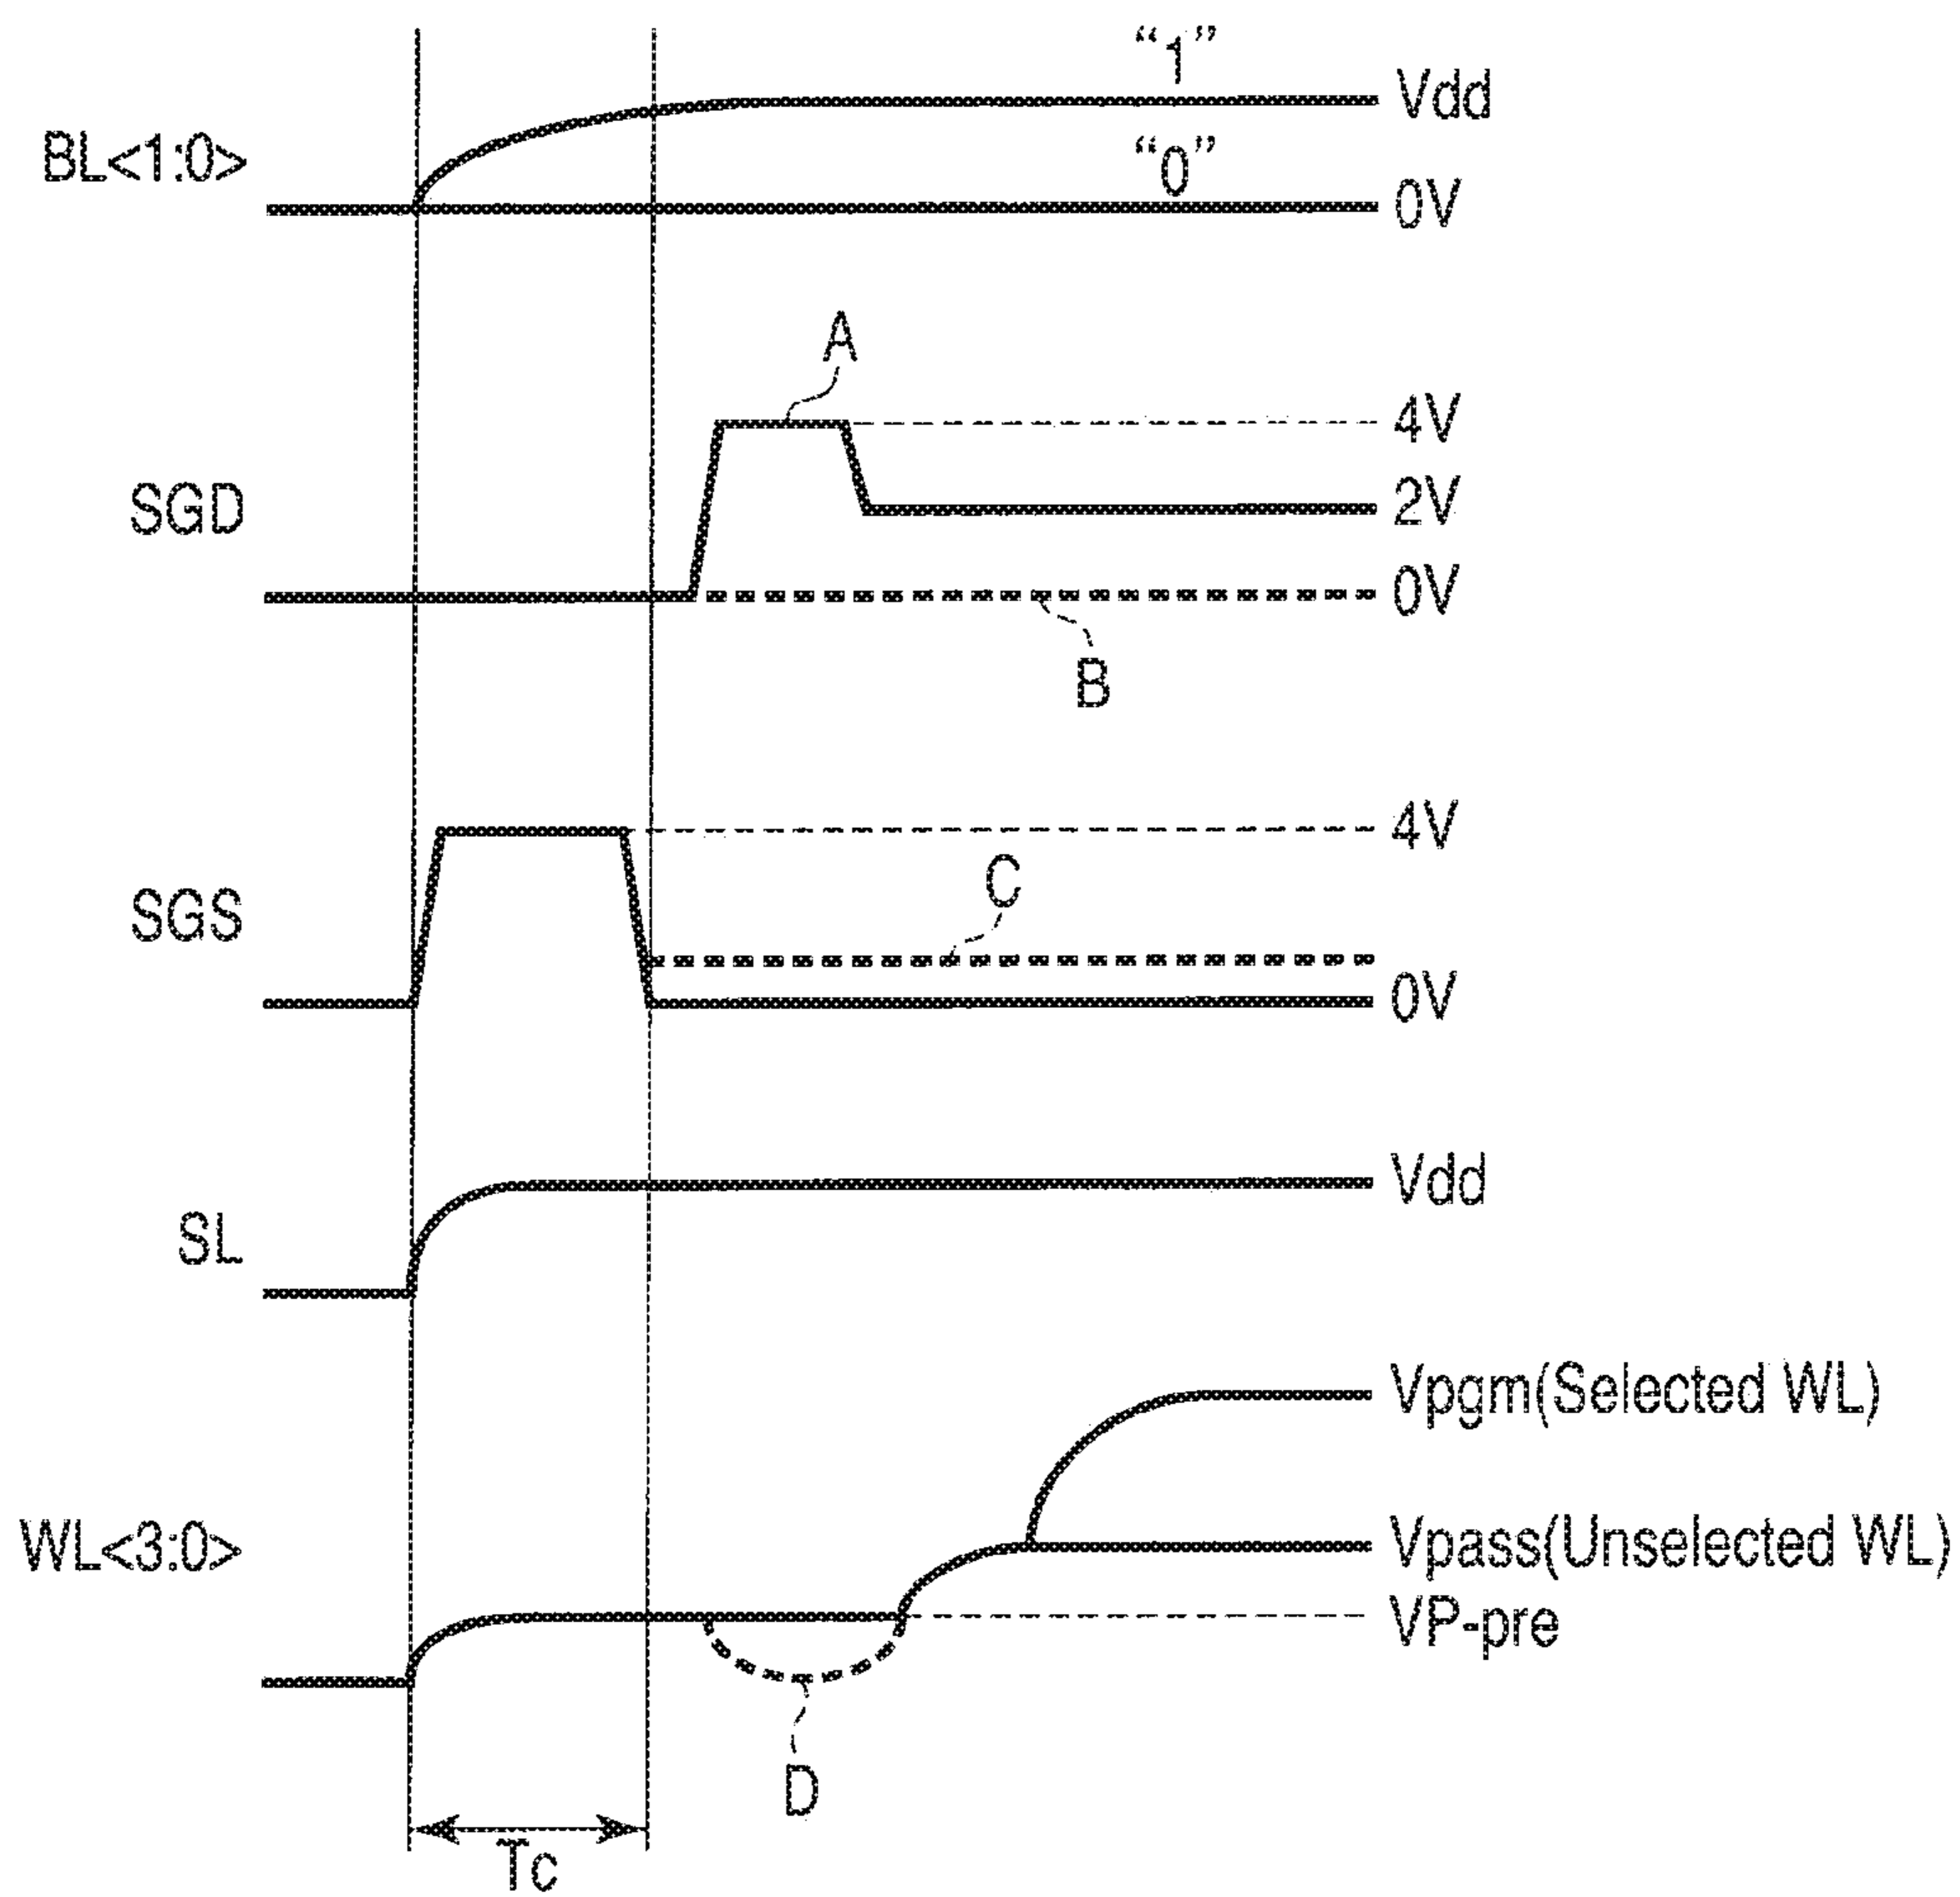 “1”
Vdd
BL<1:0>
“0”
0V
A
4V
SGD
2V
0V
B
4V
C
SGS
0V
Vdd
SL
Vpgm(Selected WL)
WL<3:0>
Vpass(Unselected WL)
VP-pre
D
Tc